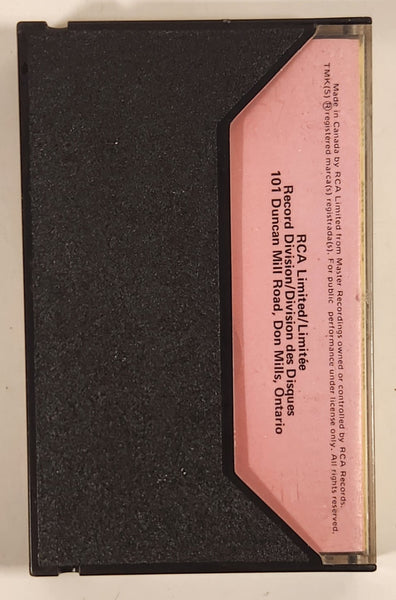 Made in Canada by RCA Limited from Master Recordings owned or controlled by RCA Records.
TMK(S) ® registered marca(s) registrada(s). For public performance under license only. All rights reserved.
RCA Limited/Limitée
Record Division/Division des Disques
101 Duncan Mill Road, Don Mills, Ontario